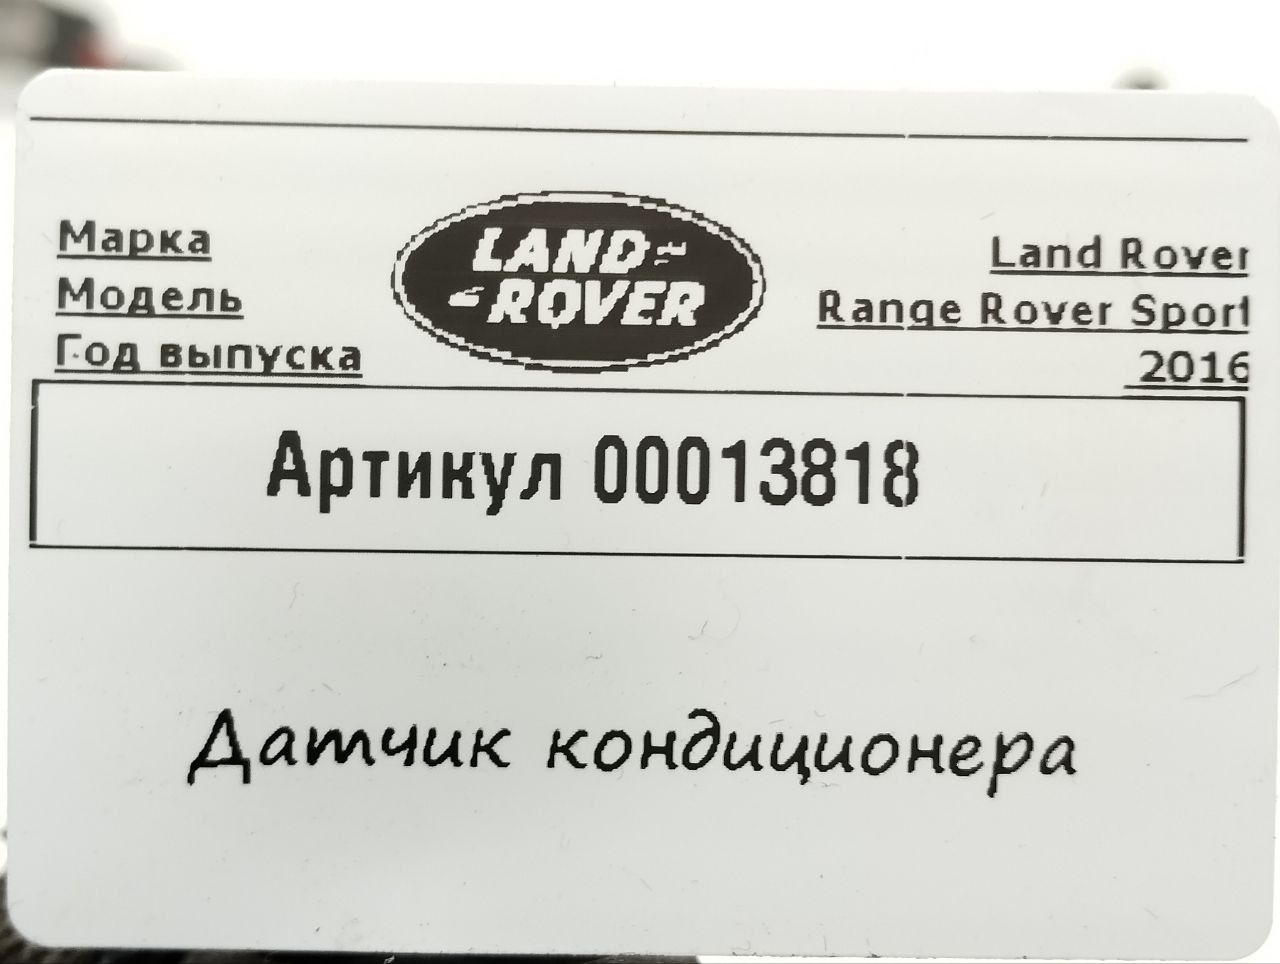 Марка
Модель
Год выпуска
LAND
ROVER
Land Rover
Range Rover Sport
2016
Артикул 00013818
Датчик кондиционера